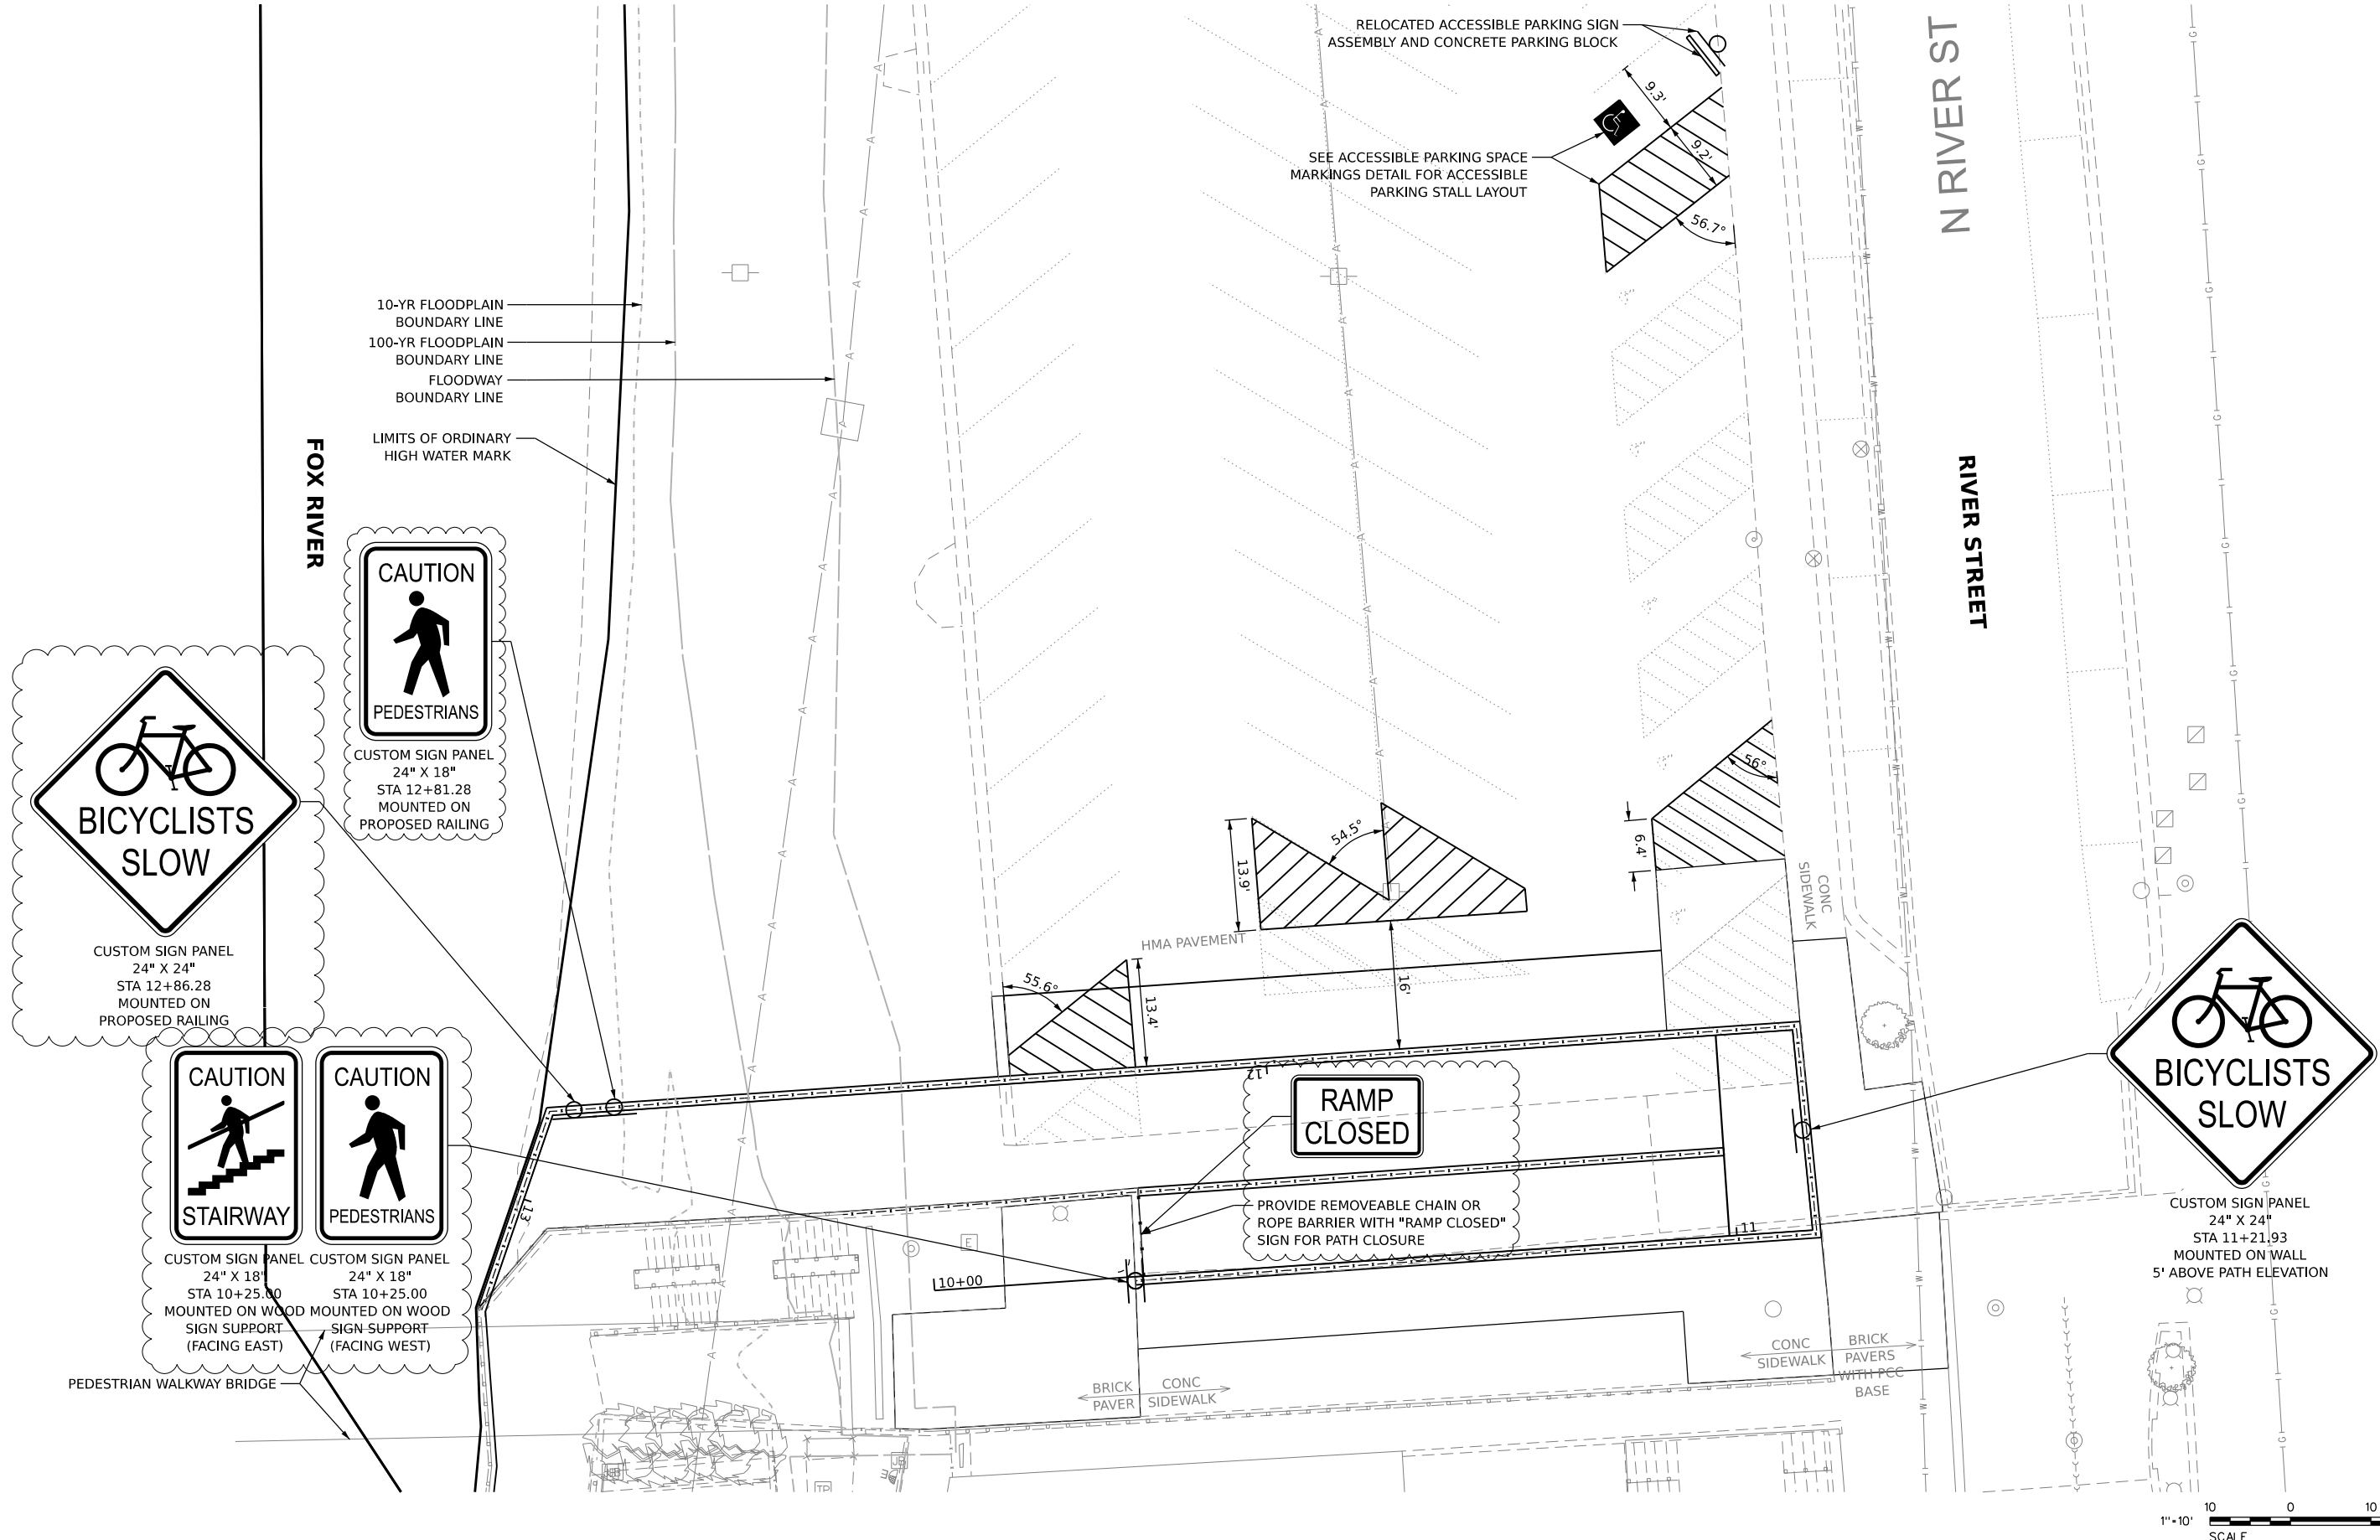 RELOCATED ACCESSIBLE PARKING SIGN
ASSEMBLY AND CONCRETE PARKING BLOCK
N RIVER ST
9.3'
9.2'
SEE ACCESSIBLE PARKING SPACE
MARKINGS DETAIL FOR ACCESSIBLE
PARKING STALL LAYOUT
56.7°
10-YR FLOODPLAIN
BOUNDARY LINE
100-YR FLOODPLAIN
BOUNDARY LINE
FLOODWAY
BOUNDARY LINE
LIMITS OF ORDINARY
HIGH WATER MARK
FOX RIVER
RIVER STREET
CAUTION
PEDESTRIANS
CUSTOM SIGN PANEL
24" X 18"
STA 12+81.28
MOUNTED ON
PROPOSED RAILING
BICYCLISTS
SLOW
CUSTOM SIGN PANEL
24" X 24"
STA 12+86.28
MOUNTED ON
PROPOSED RAILING
54.5°
13.9'
56°
6.4'
CONC
SIDEWALK
HMA PAVEMENT
55.6°
13.4'
16'
12
CAUTION
STAIRWAY
CUSTOM SIGN PANEL
24" X 18"
STA 10+25.00
MOUNTED ON WOOD
SIGN SUPPORT
(FACING EAST)
CAUTION
PEDESTRIANS
CUSTOM SIGN PANEL
24" X 18"
STA 10+25.00
MOUNTED ON WOOD
SIGN SUPPORT
(FACING WEST)
PEDESTRIAN WALKWAY BRIDGE
13
RAMP
CLOSED
PROVIDE REMOVEABLE CHAIN OR
ROPE BARRIER WITH "RAMP CLOSED"
SIGN FOR PATH CLOSURE
11
10+00
E
BICYCLISTS
SLOW
CUSTOM SIGN PANEL
24" X 24"
STA 11+21.93
MOUNTED ON WALL
5' ABOVE PATH ELEVATION
BRICK
PAVER
CONC
SIDEWALK
CONC
SIDEWALK
BRICK
PAVERS
WITH PCC
BASE
TP
1"=10'
10 0 10
SCALE